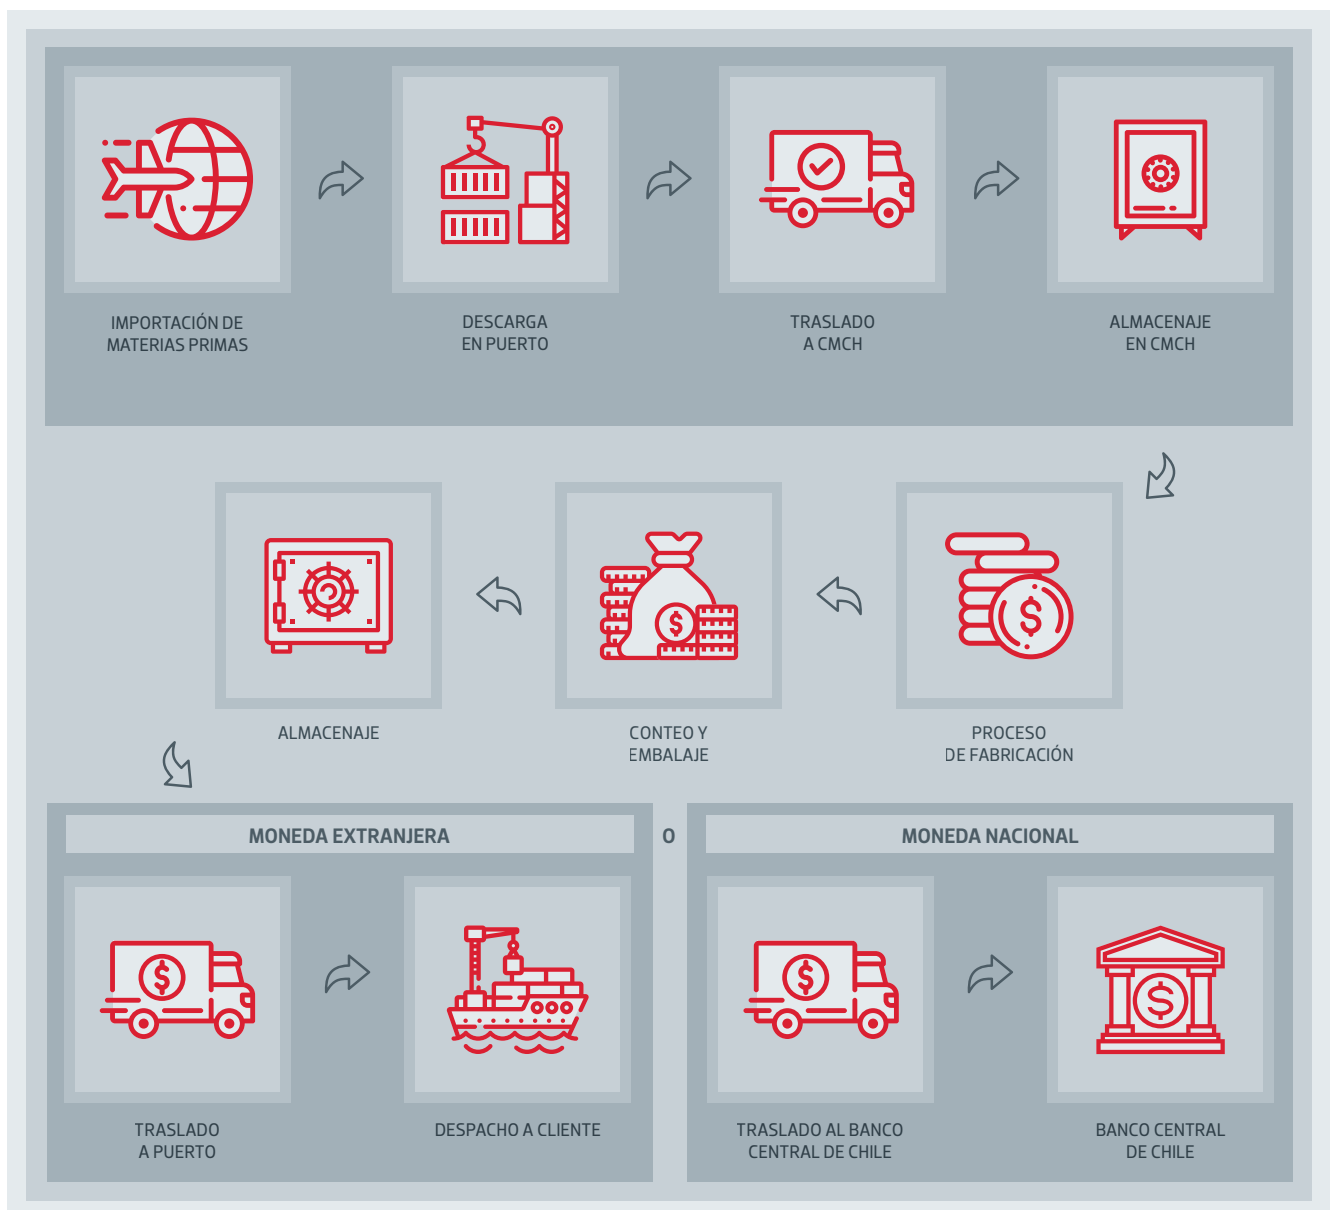 IMPORTACIÓN DE
MATERIAS PRIMAS
DESCARGA
EN PUERTO
TRASLADO
A CMCH
ALMACENAJE
EN CMCH
ALMACENAJE
CONTEO Y
EMBALAJE
PROCESO
DE FABRICACIÓN
MONEDA EXTRANJERA
O
MONEDA NACIONAL
TRASLADO
A PUERTO
DESPACHO A CLIENTE
TRASLADO AL BANCO
CENTRAL DE CHILE
BANCO CENTRAL
DE CHILE